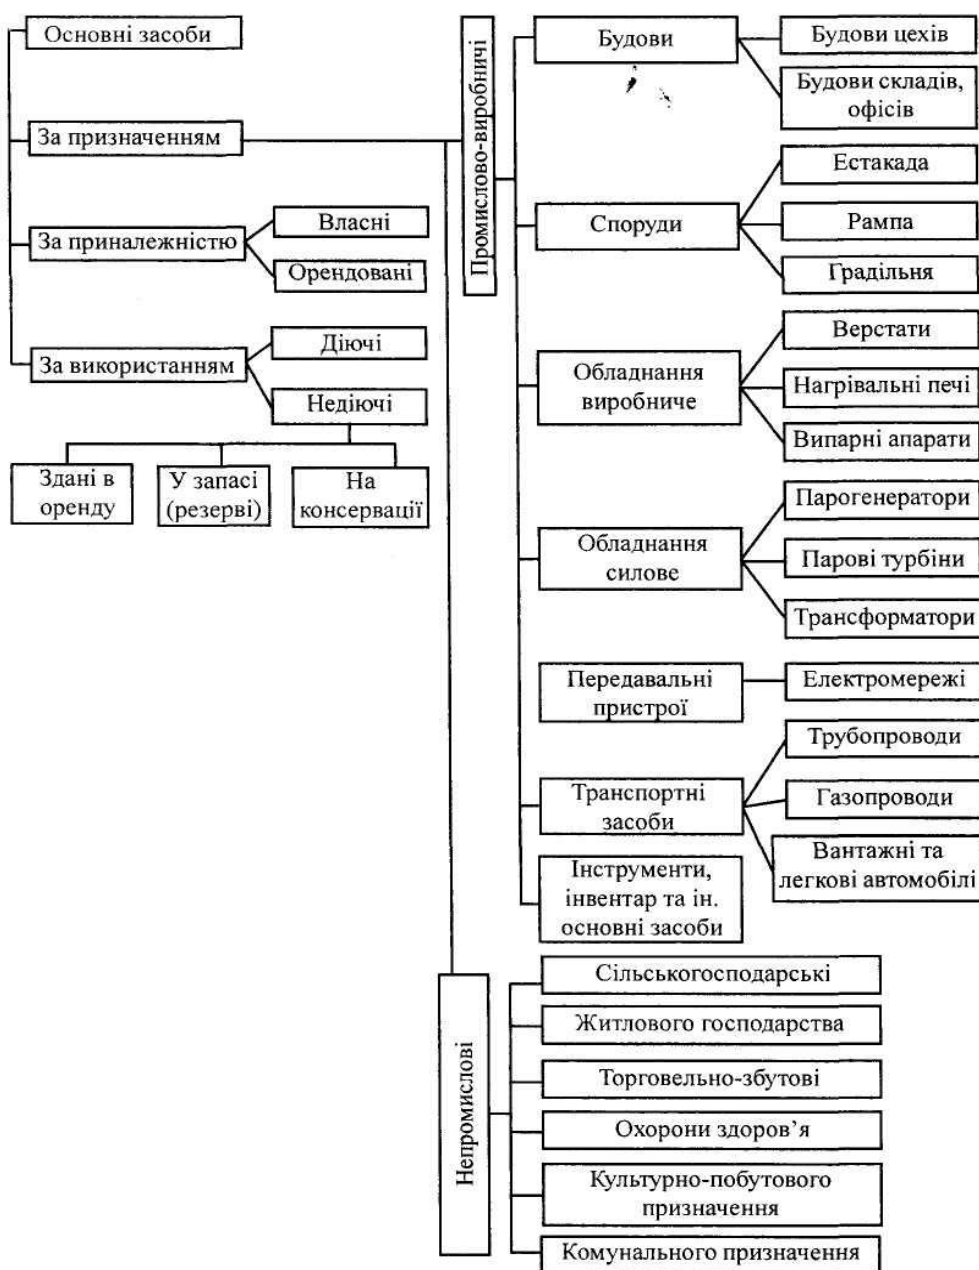 Основні засоби
За призначенням
За приналежністю
Власні
Орендовані
За використанням
Діючі
Недіючі
Здані в
оренду
У запасі
(резерві)
На
консервації
Промислово-виробничі
Будови
Будови цехів
Будови складів,
офісів
Споруди
Естакада
Рампа
Градільня
Обладнання
виробниче
Верстати
Нагрівальні печі
Випарні апарати
Обладнання
силове
Парогенератори
Парові турбіни
Трансформатори
Передавальні
пристрої
Електромережі
Транспортні
засоби
Трубопроводи
Газопроводи
Вантажні та
легкові автомобілі
Інструменти,
інвентар та ін.
основні засоби
Непромислові
Сільськогосподарські
Житлового господарства
Торговельно-збутові
Охорони здоров’я
Культурно-побутового
призначення
Комунального призначення